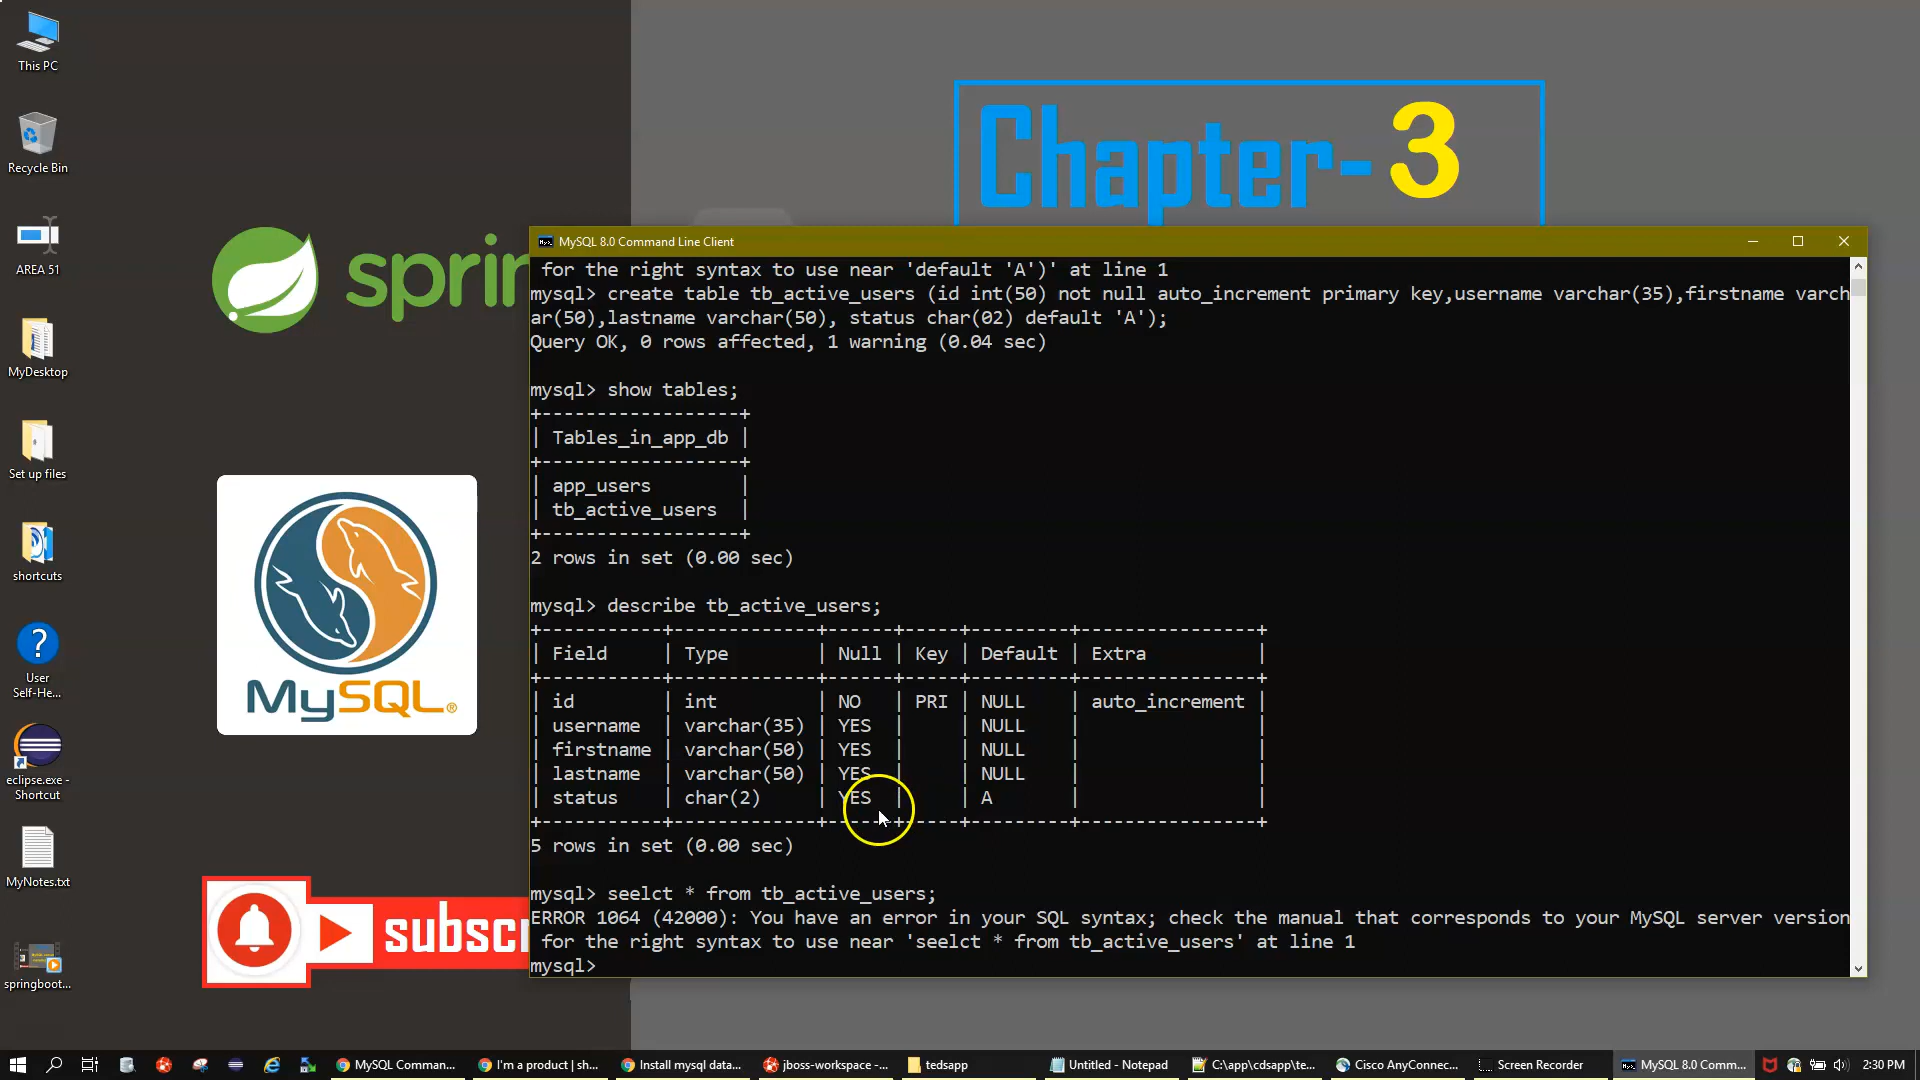 This PC
Recycle Bin
AREA 51
MyDesktop
Set up files
shortcuts
User
Self-He...
eclipse.exe -
Shortcut
MyNotes.txt
springboot...
Chapter-3
MySQL
MySQL 8.0 Command Line Client
for the right syntax to use near 'default 'A')' at line 1
mysql> create table tb_active_users (id int(50) not null auto_increment primary key,username varchar(35),firstname varch
ar(50),lastname varchar(50), status char(02) default 'A');
Query OK, 0 rows affected, 1 warning (0.04 sec)
mysql> show tables;
+------------------+
| Tables_in_app_db |
+------------------+
| app_users        |
| tb_active_users  |
+------------------+
2 rows in set (0.00 sec)
mysql> describe tb_active_users;
+-----------+-------------+------+-----+---------+----------------+
| Field     | Type        | Null | Key | Default | Extra          |
+-----------+-------------+------+-----+---------+----------------+
| id        | int         | NO   | PRI | NULL    | auto_increment |
| username  | varchar(35) | YES  |     | NULL    |                |
| firstname | varchar(50) | YES  |     | NULL    |                |
| lastname  | varchar(50) | YES  |     | NULL    |                |
| status    | char(2)     | YES  |     | A       |                |
+-----------+-------------+------+-----+---------+----------------+
5 rows in set (0.00 sec)
mysql> seelct * from tb_active_users;
ERROR 1064 (42000): You have an error in your SQL syntax; check the manual that corresponds to your MySQL server version
for the right syntax to use near 'seelct * from tb_active_users' at line 1
mysql>
sprin
subsc
MySQL Comman...
I'm a product | sh...
Install mysql data...
jboss-workspace -...
tedsapp
Untitled - Notepad
C:\app\cdsapp\te...
Cisco AnyConnec...
Screen Recorder
MySQL 8.0 Comm...
2:30 PM